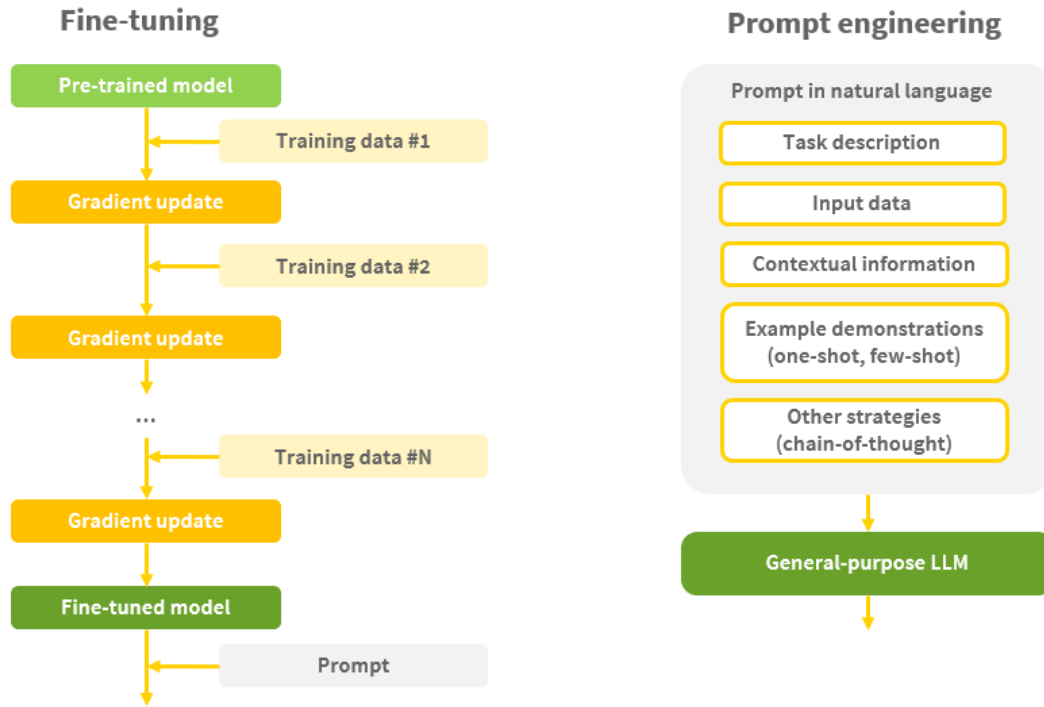 Fine-tuning
Pre-trained model
Training data #1
Gradient update
Training data #2
Gradient update
...
Training data #N
Gradient update
Fine-tuned model
Prompt
Prompt engineering
Prompt in natural language
Task description
Input data
Contextual information
Example demonstrations
(one-shot, few-shot)
Other strategies
(chain-of-thought)
General-purpose LLM